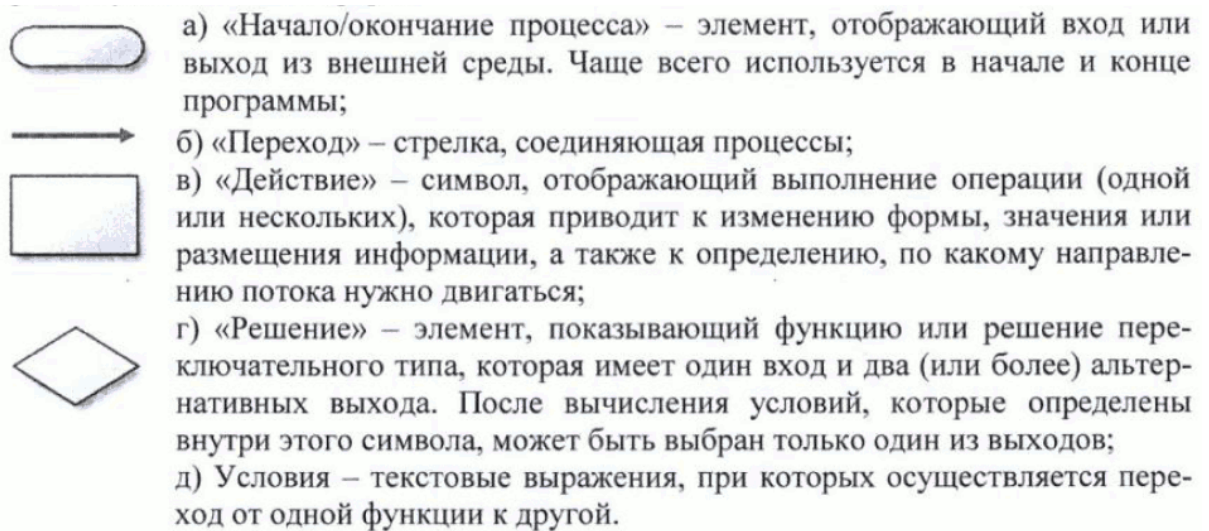 а) «Начало/окончание процесса» – элемент, отображающий вход или
выход из внешней среды. Чаще всего используется в начале и конце
программы;
б) «Переход» – стрелка, соединяющая процессы;
в) «Действие» – символ, отображающий выполнение операции (одной
или нескольких), которая приводит к изменению формы, значения или
размещения информации, а также к определению, по какому направле-
нию потока нужно двигаться;
г) «Решение» – элемент, показывающий функцию или решение пере-
ключательного типа, которая имеет один вход и два (или более) альтер-
нативных выхода. После вычисления условий, которые определены
внутри этого символа, может быть выбран только один из выходов;
д) Условия – текстовые выражения, при которых осуществляется пере-
ход от одной функции к другой.